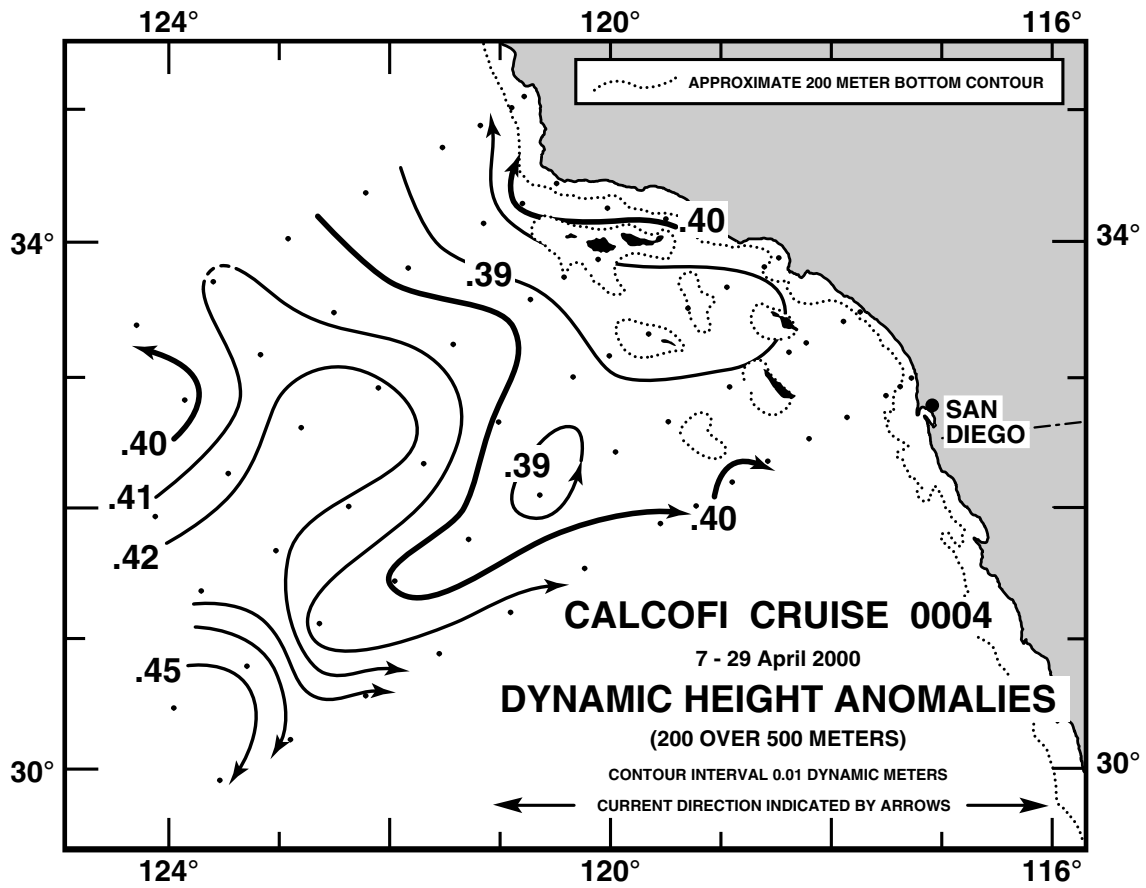 124° 120° 116°
APPROXIMATE 200 METER BOTTOM CONTOUR
.40
34° 34°
.39
SAN
DIEGO
.40
.39
.41
.40
.42
CALCOFI CRUISE 0004
7 - 29 April 2000
.45
DYNAMIC HEIGHT ANOMALIES
(200 OVER 500 METERS)
30° 30°
CONTOUR INTERVAL 0.01 DYNAMIC METERS
CURRENT DIRECTION INDICATED BY ARROWS
124° 120° 116°